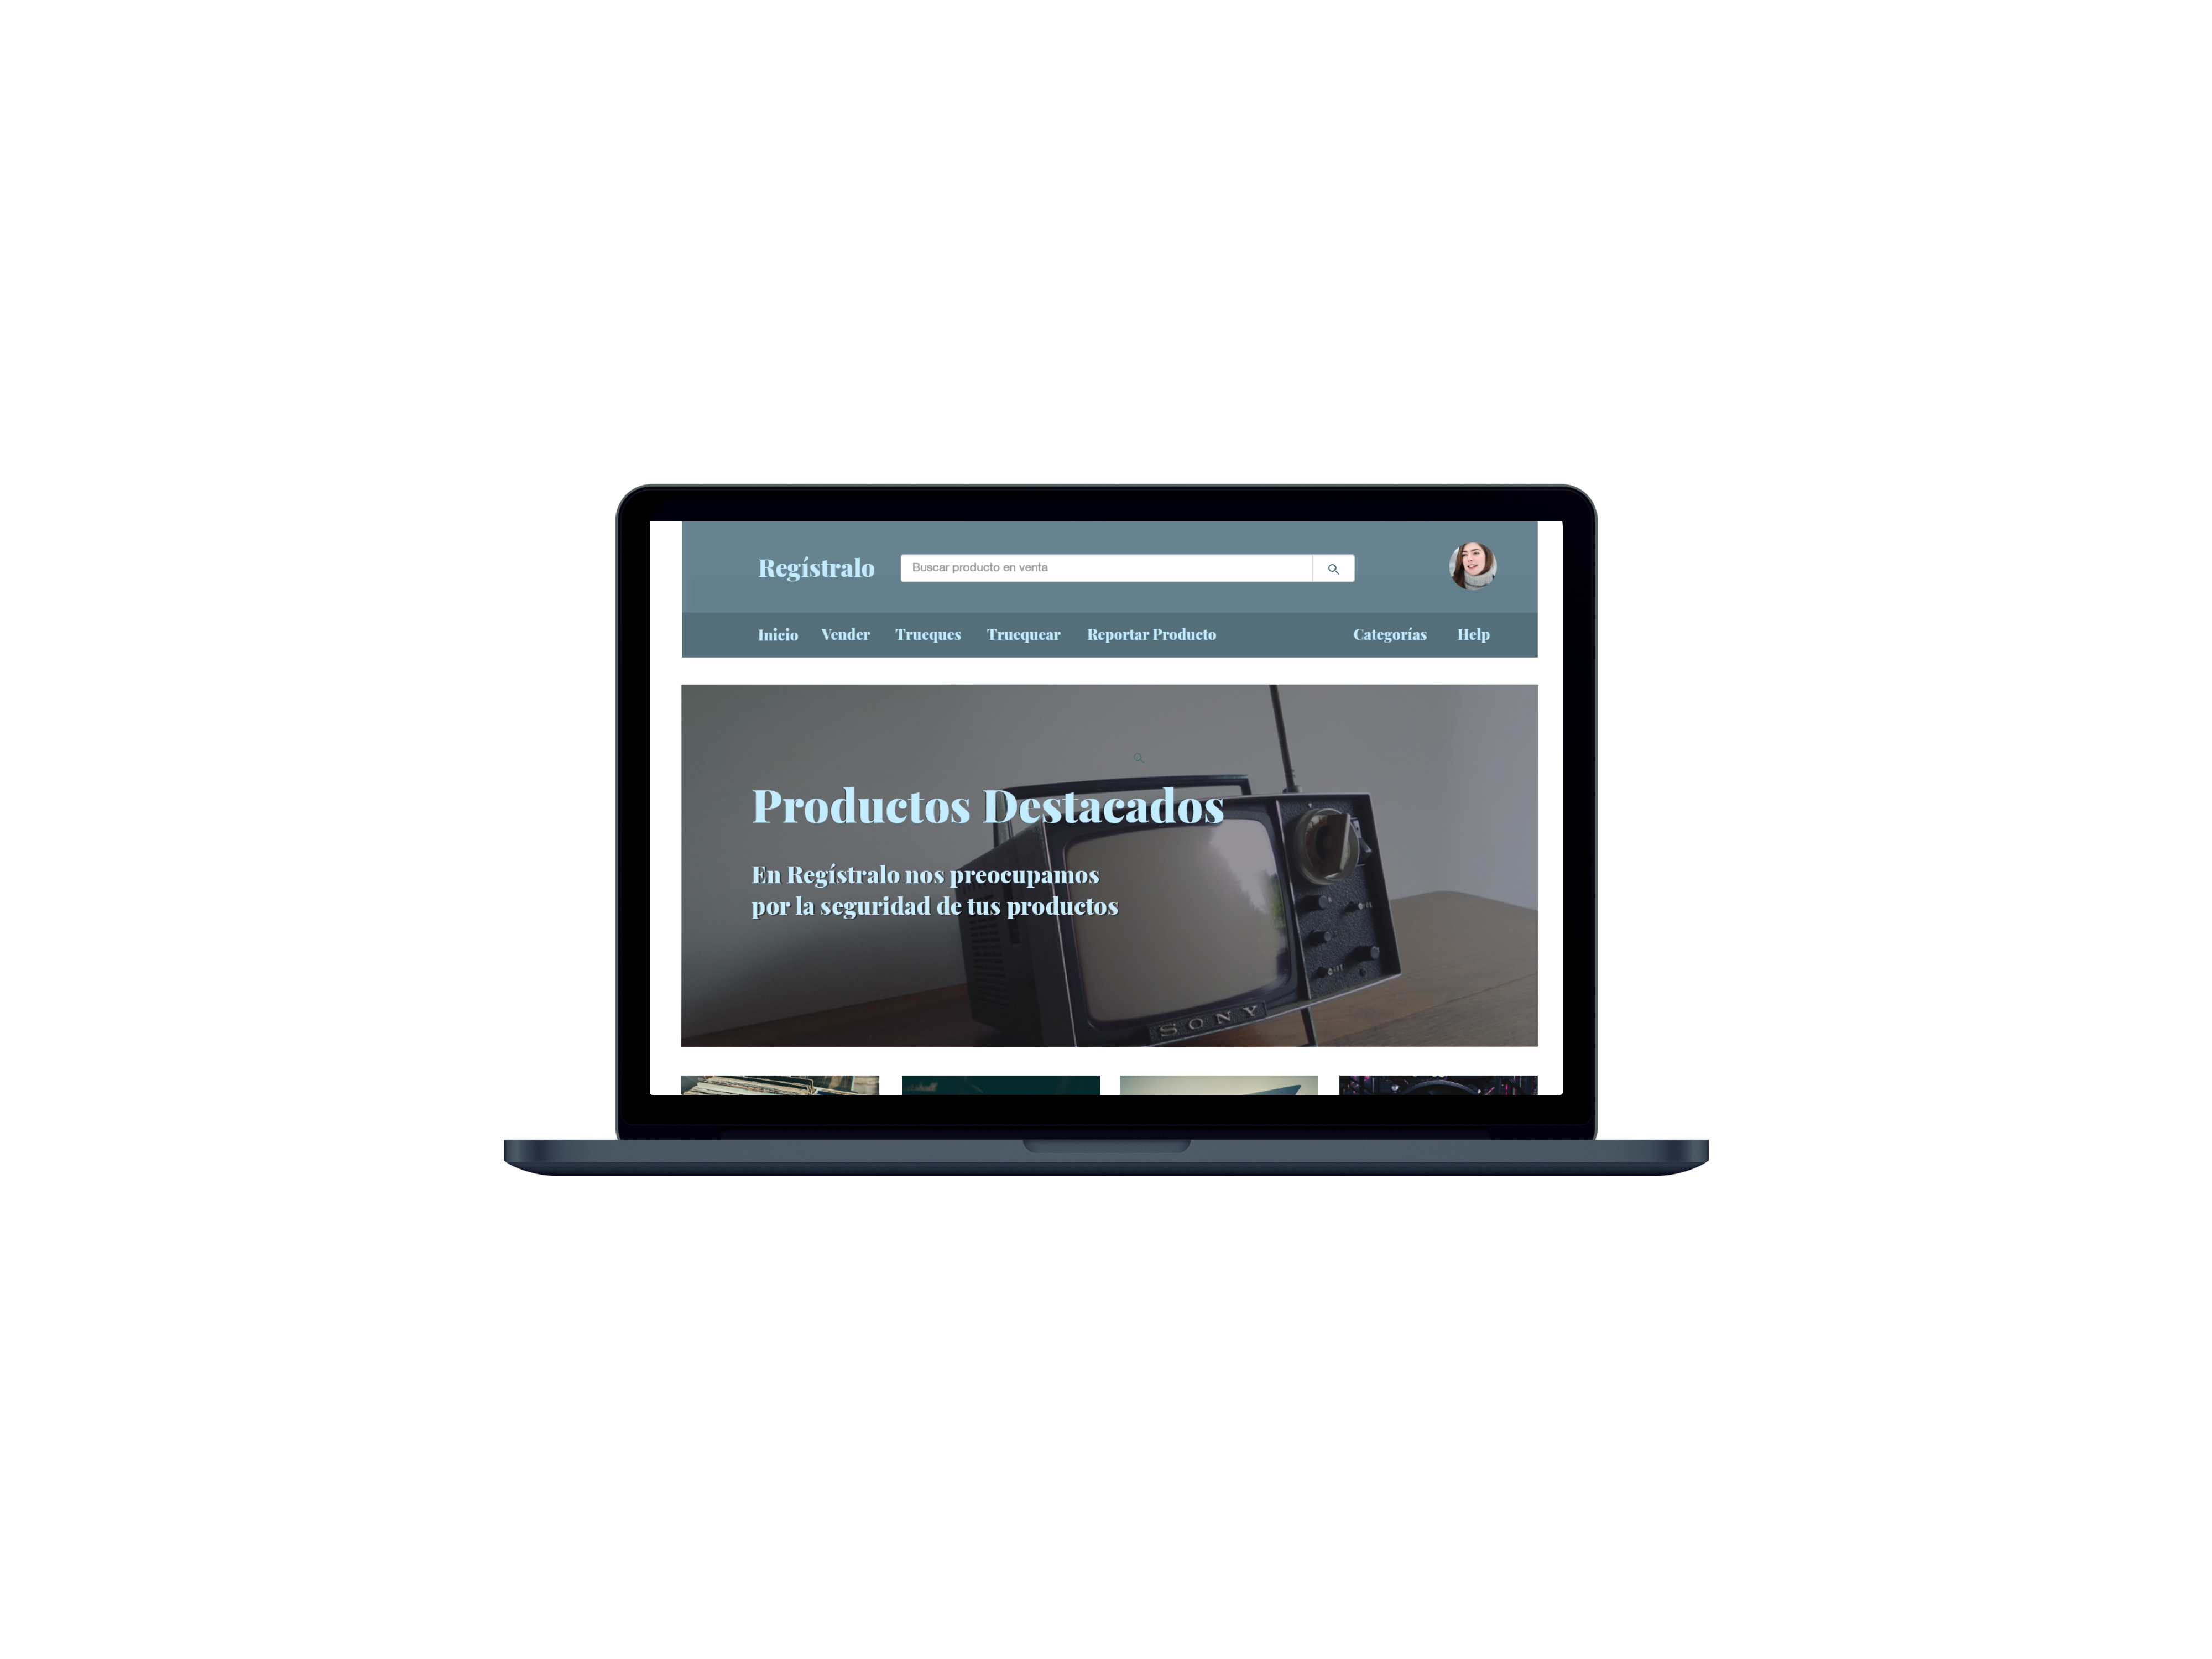 Regístralo
Buscar producto en venta
Inicio Vender Trueques Truequear Reportar Producto Categorías Help
Productos Destacados
En Regístralo nos preocupamos
por la seguridad de tus productos
SONY